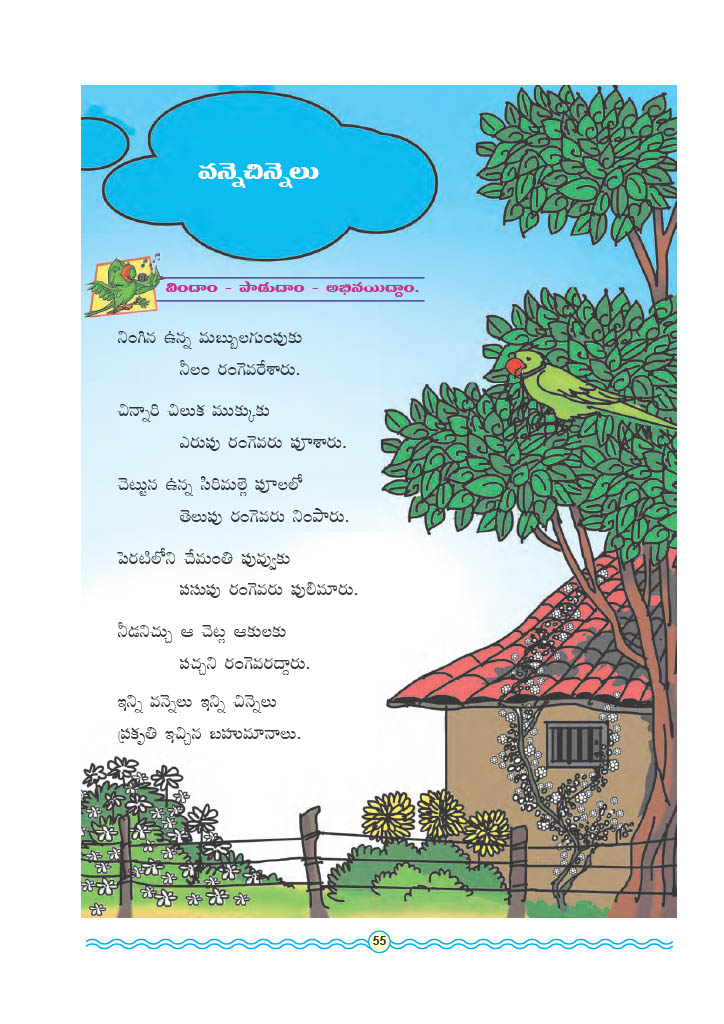 వన్నెచిన్నెలు
విందాం - పాడుదాం - అభినయిద్దాం.
నింగిన ఉన్న మబ్బులగుంపుకు
నీలం రంగెవరేశారు.
చిన్నారి చిలుక ముక్కుకు
ఎరుపు రంగెవరు పూశారు.
చెట్టున ఉన్న సిరిమల్లె పూలలో
తెలుపు రంగెవరు నింపారు.
పెరటిలోని చేమంతి పువ్వుకు
పసుపు రంగెవరు పులిమారు.
నీడనిచ్చు ఆ చెట్ల ఆకులకు
పచ్చని రంగెవరద్దారు.
ఇన్ని వన్నెలు ఇన్ని చిన్నెలు
ప్రకృతి ఇచ్చిన బహుమానాలు.
55